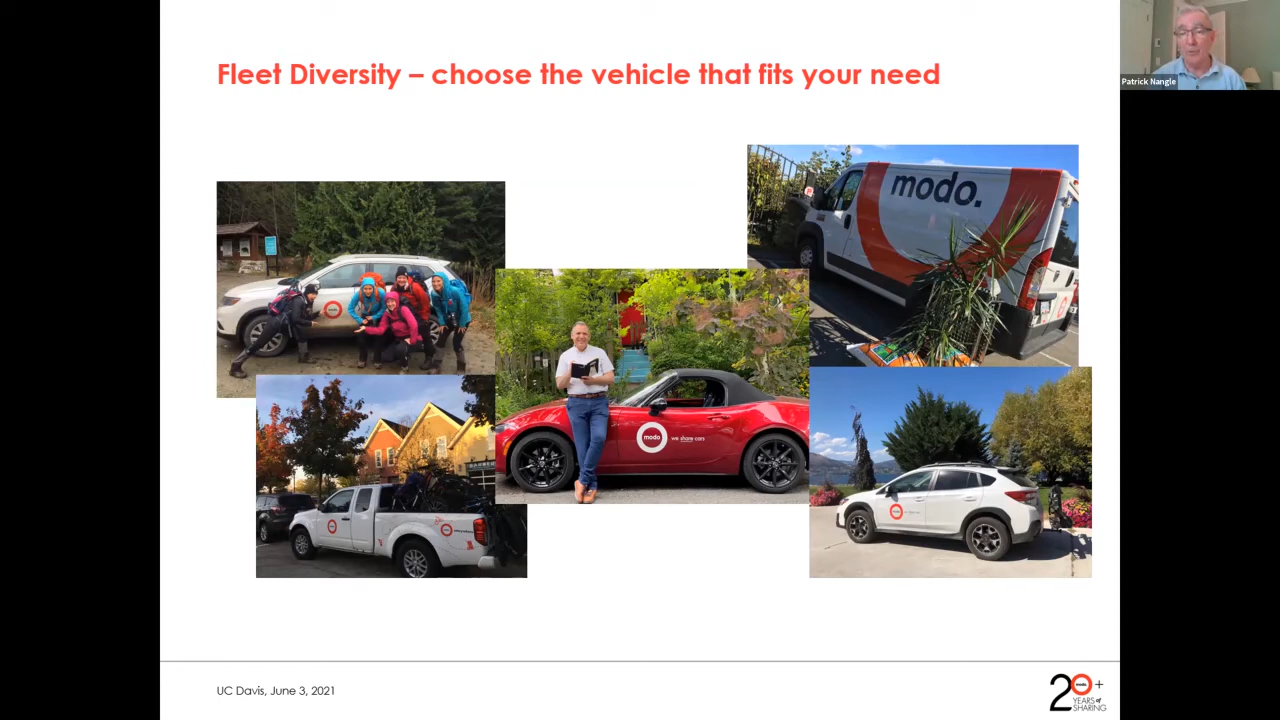 Fleet Diversity – choose the vehicle that fits your need
Patrick Nangle
modo.
modo
we share cars
modo
UC Davis, June 3, 2021
20+
YEARS of
SHARING